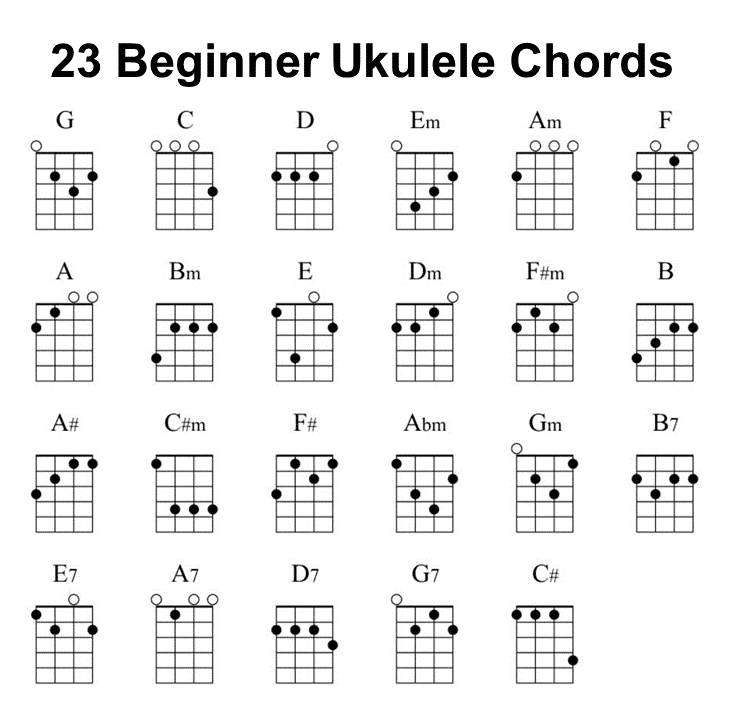 23 Beginner Ukulele Chords
G C D Em Am F
A Bm E Dm F#m B
A# C#m F# Abm Gm B7
E7 A7 D7 G7 C#